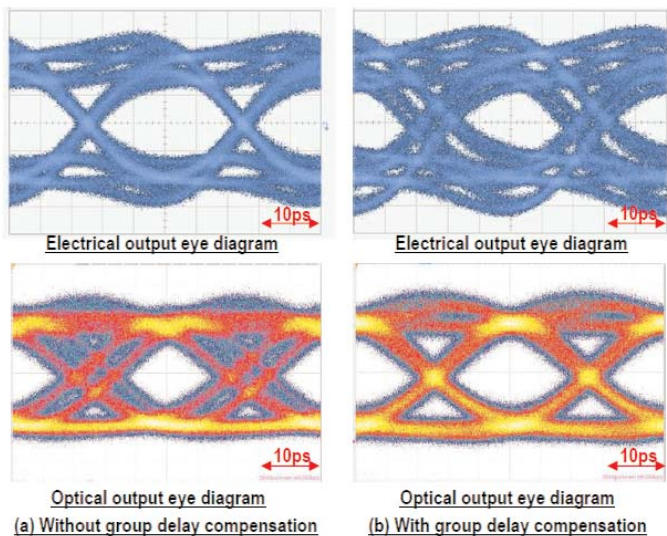 10ps
10ps
Electrical output eye diagram
Electrical output eye diagram
10ps
10ps
Optical output eye diagram
Optical output eye diagram
(a) Without group delay compensation
(b) With group delay compensation